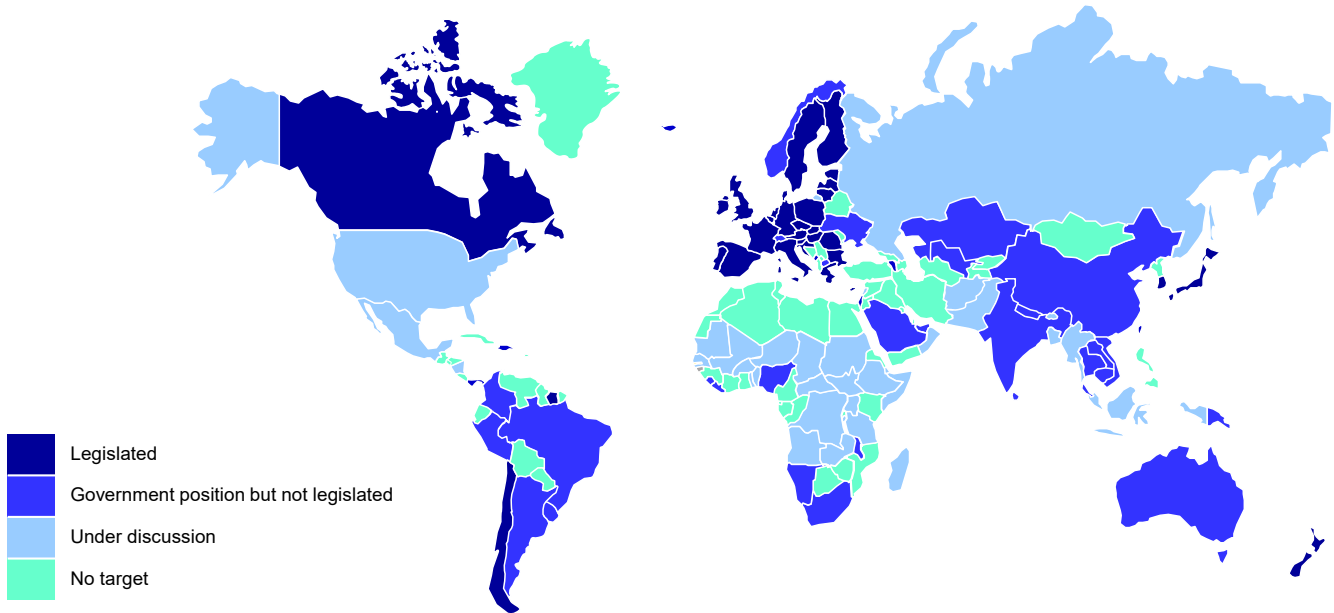 Legislated
Government position but not legislated
Under discussion
No target